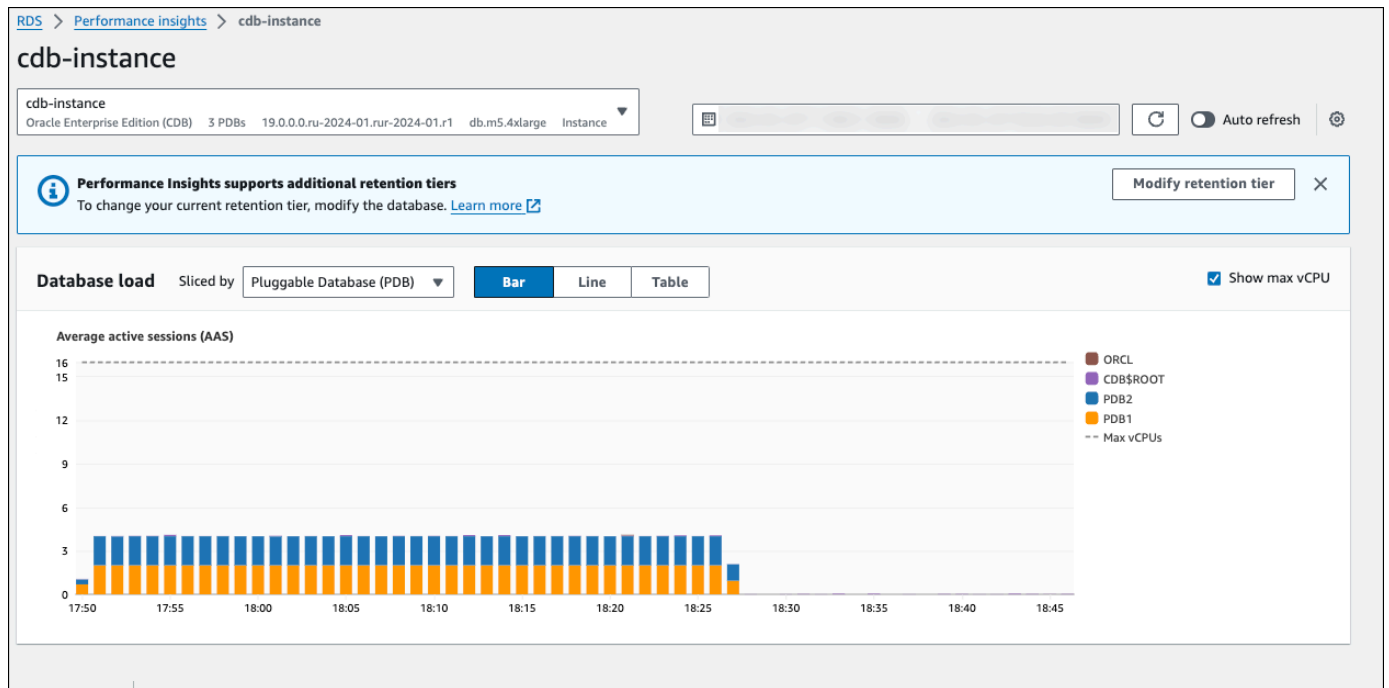 RDS > Performance insights > cdb-instance
cdb-instance
cdb-instance
Oracle Enterprise Edition (CDB) 3 PDBs 19.0.0.0.ru-2024-01.rur-2024-01.r1 db.m5.4xlarge Instance
Auto refresh
Performance Insights supports additional retention tiers
To change your current retention tier, modify the database. Learn more
Modify retention tier
Database load Sliced by Pluggable Database (PDB) Bar Line Table
Show max vCPU
Average active sessions (AAS)
16
15
12
9
6
3
0
17:50 17:55 18:00 18:05 18:10 18:15 18:20 18:25 18:30 18:35 18:40 18:45
ORCL
CDB$ROOT
PDB2
PDB1
Max vCPUs